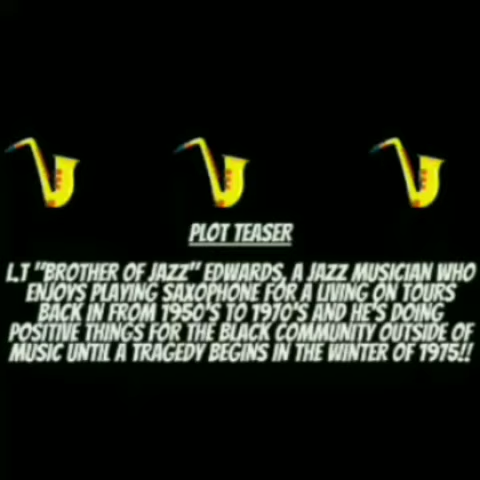 PLOT TEASER
L.T "BROTHER OF JAZZ" EDWARDS, A JAZZ MUSICIAN WHO
ENJOYS PLAYING SAXOPHONE FOR A LIVING ON TOURS
BACK IN FROM 1950'S TO 1970'S AND HE'S DOING
POSITIVE THINGS FOR THE BLACK COMMUNITY OUTSIDE OF
MUSIC UNTIL A TRAGEDY BEGINS IN THE WINTER OF 1975!!